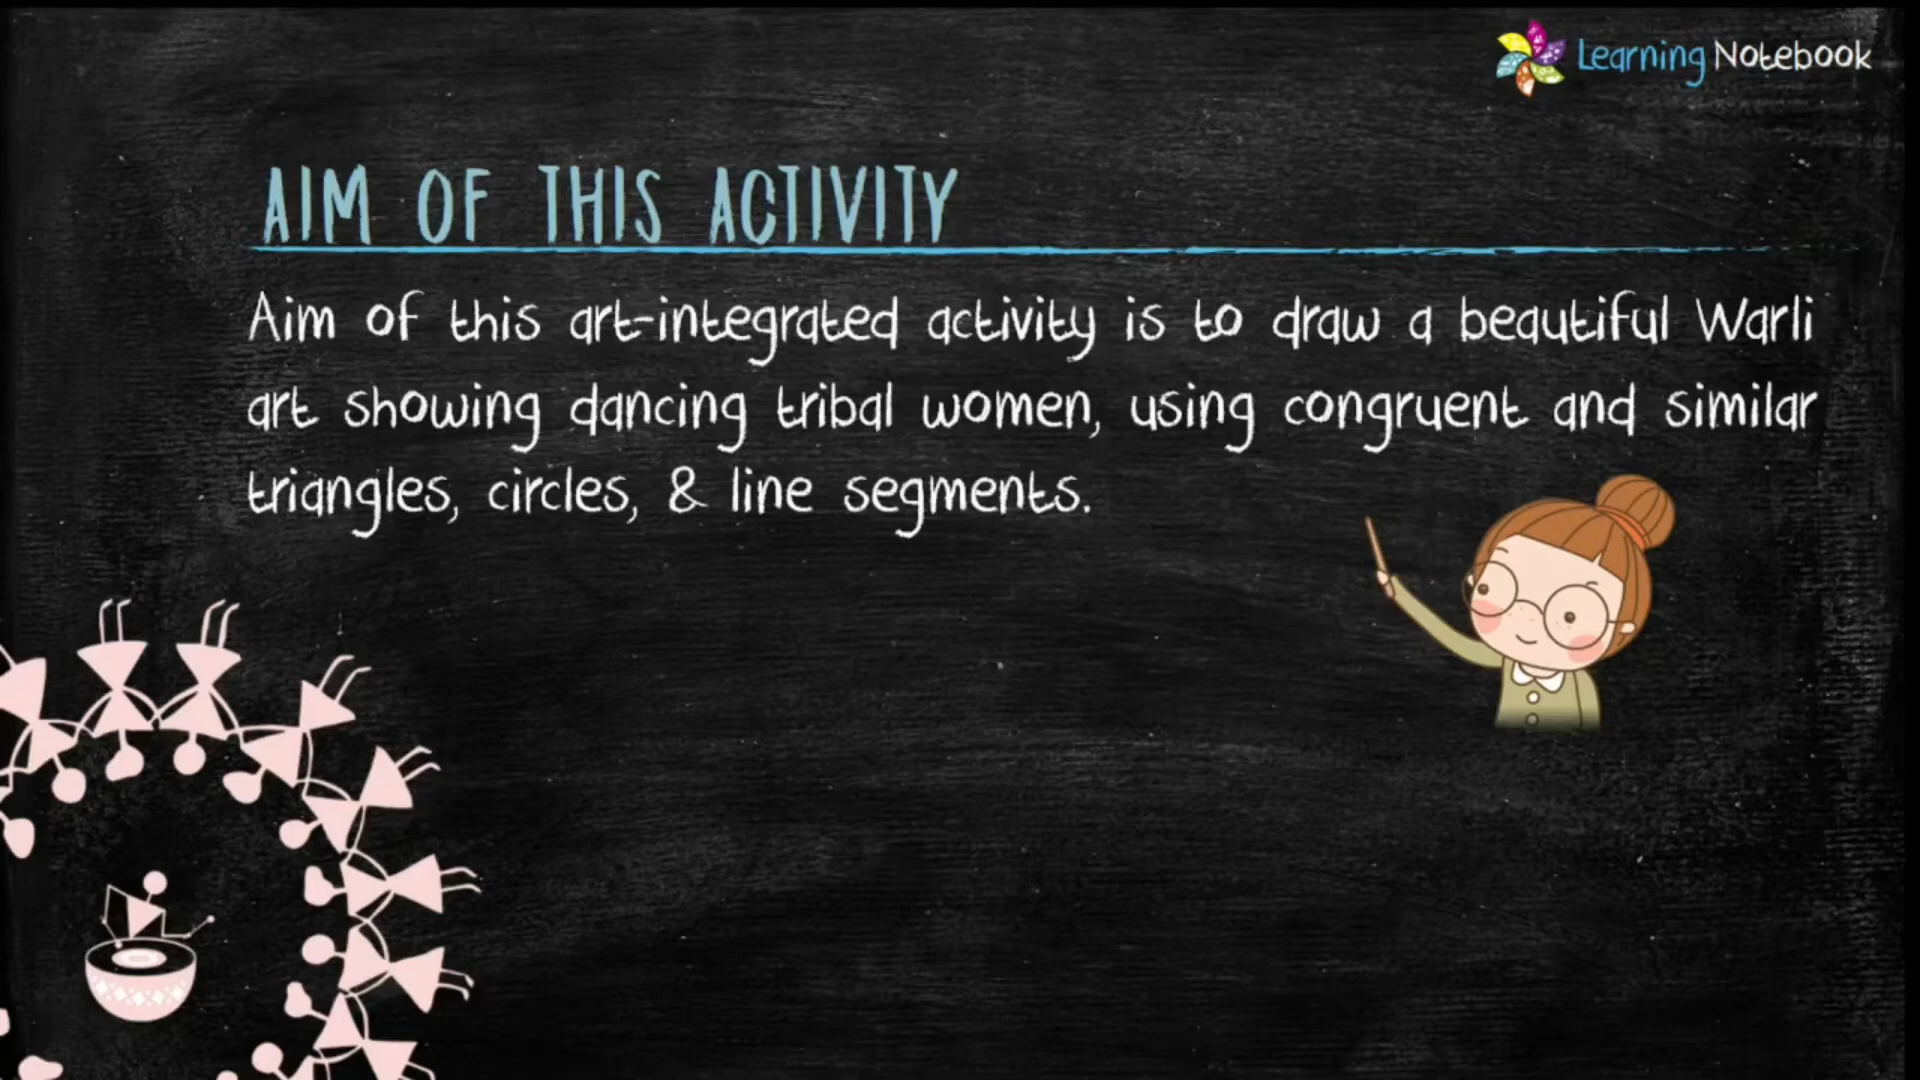 Learning Notebook
AIM OF THIS ACTIVITY
Aim of this art-integrated activity is to draw a beautiful Warli
art showing dancing tribal women, using congruent and similar
triangles, circles, & line segments.